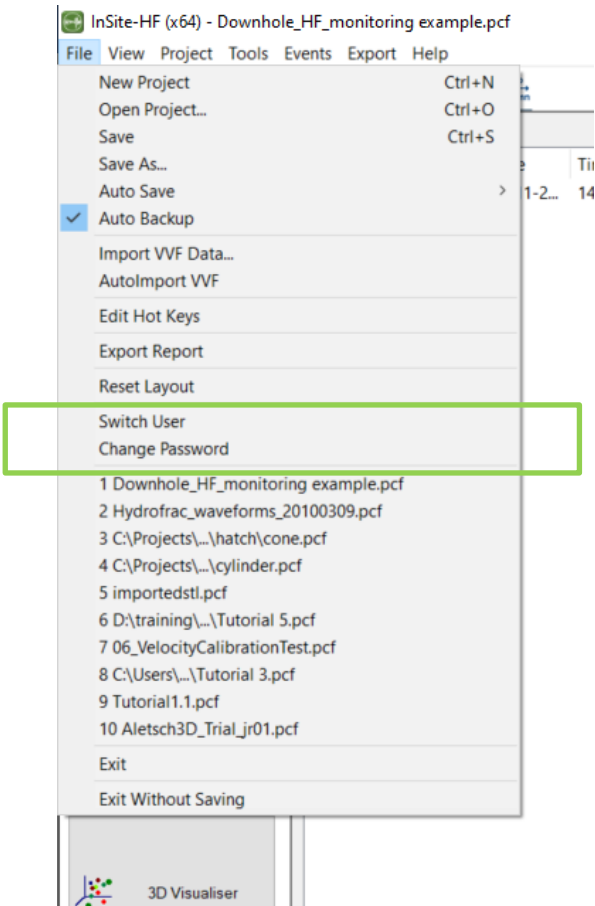 InSite-HF (x64) - Downhole_HF_monitoring example.pcf
File View Project Tools Events Export Help
New Project Ctrl+N
Open Project... Ctrl+O
Save Ctrl+S
Save As...
Auto Save
Auto Backup
Import VVF Data...
AutoImport VVF
Edit Hot Keys
Export Report
Reset Layout
Switch User
Change Password
1 Downhole_HF_monitoring example.pcf
2 Hydrofrac_waveforms_20100309.pcf
3 C:\Projects\...\hatch\cone.pcf
4 C:\Projects\...\cylinder.pcf
5 importedstl.pcf
6 D:\training\...\Tutorial 5.pcf
7 06_VelocityCalibrationTest.pcf
8 C:\Users\...\Tutorial 3.pcf
9 Tutorial1.1.pcf
10 Aletsch3D_Trial_jr01.pcf
Exit
Exit Without Saving
1-2... 14
3D Visualiser